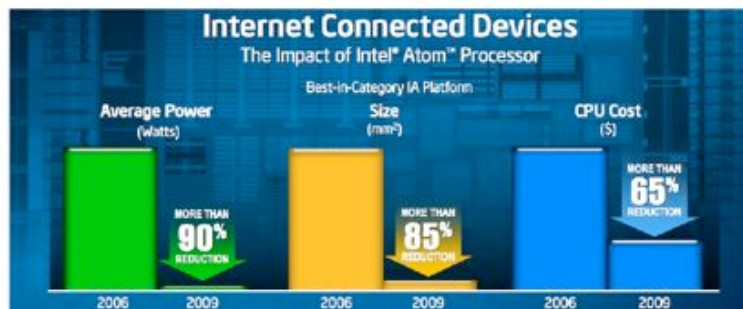 Internet Connected Devices
The Impact of Intel® Atom™ Processor
Best-in-Category IA Platform
Average Power
(Watts)
MORE THAN
90%
REDUCTION
2006 2009
Size
(mm²)
MORE THAN
85%
REDUCTION
2006 2009
CPU Cost
($)
MORE THAN
65%
REDUCTION
2006 2009